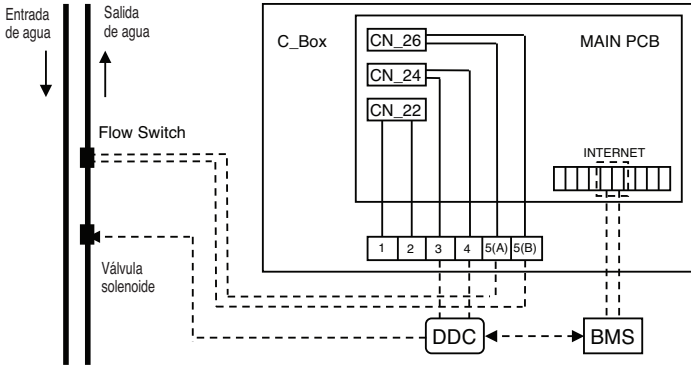 Entrada
de agua
Salida
de agua
C_Box
CN_26
MAIN PCB
CN_24
CN_22
Flow Switch
INTERNET
1 2 3 4 5(A) 5(B)
Válvula
solenoide
DDC
BMS